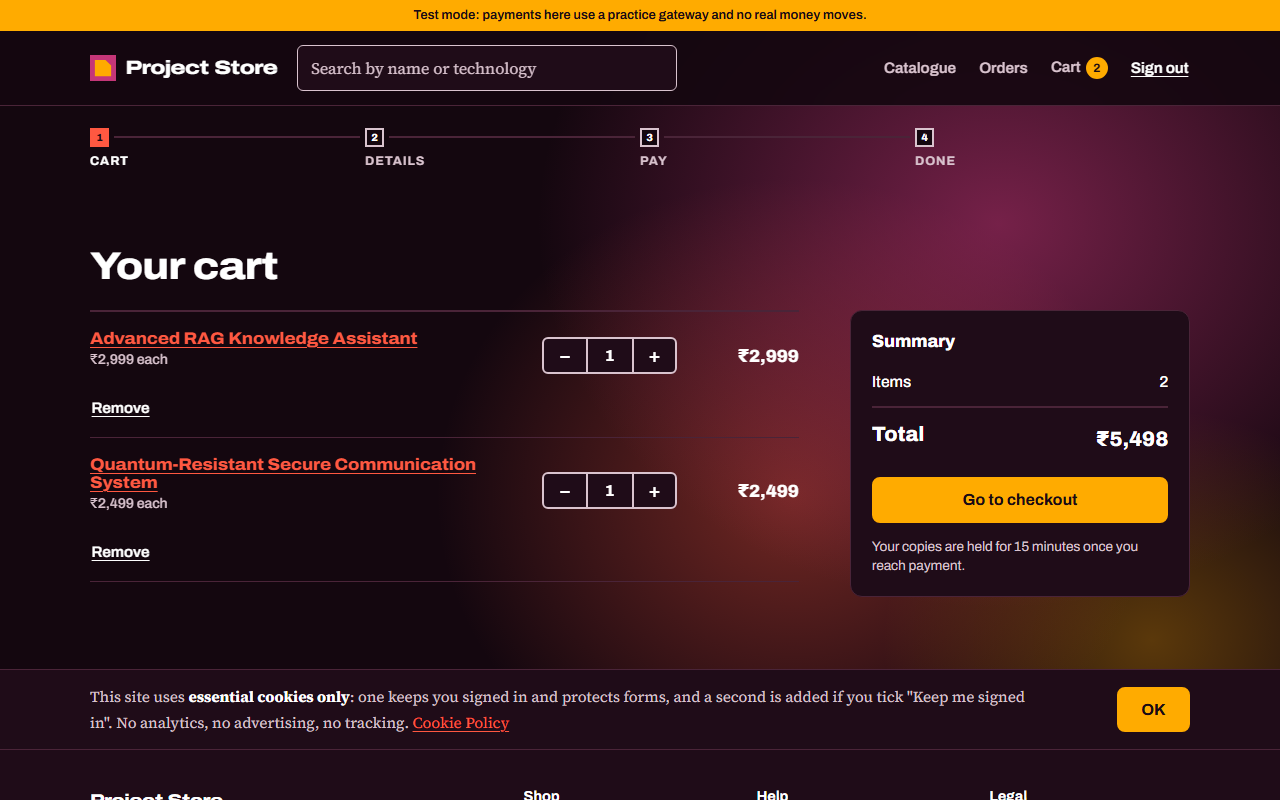 Test mode: payments here use a practice gateway and no real money moves.
Project Store
Search by name or technology
Catalogue
Orders
Cart 2
Sign out
1
CART
2
DETAILS
3
PAY
4
DONE
Your cart
Advanced RAG Knowledge Assistant
₹2,999 each
− 1 +
₹2,999
Remove
Quantum-Resistant Secure Communication
System
₹2,499 each
− 1 +
₹2,499
Remove
Summary
Items 2
Total ₹5,498
Go to checkout
Your copies are held for 15 minutes once you
reach payment.
This site uses essential cookies only: one keeps you signed in and protects forms, and a second is added if you tick "Keep me signed
in". No analytics, no advertising, no tracking. Cookie Policy
OK
Project Store
Shop
Help
Legal